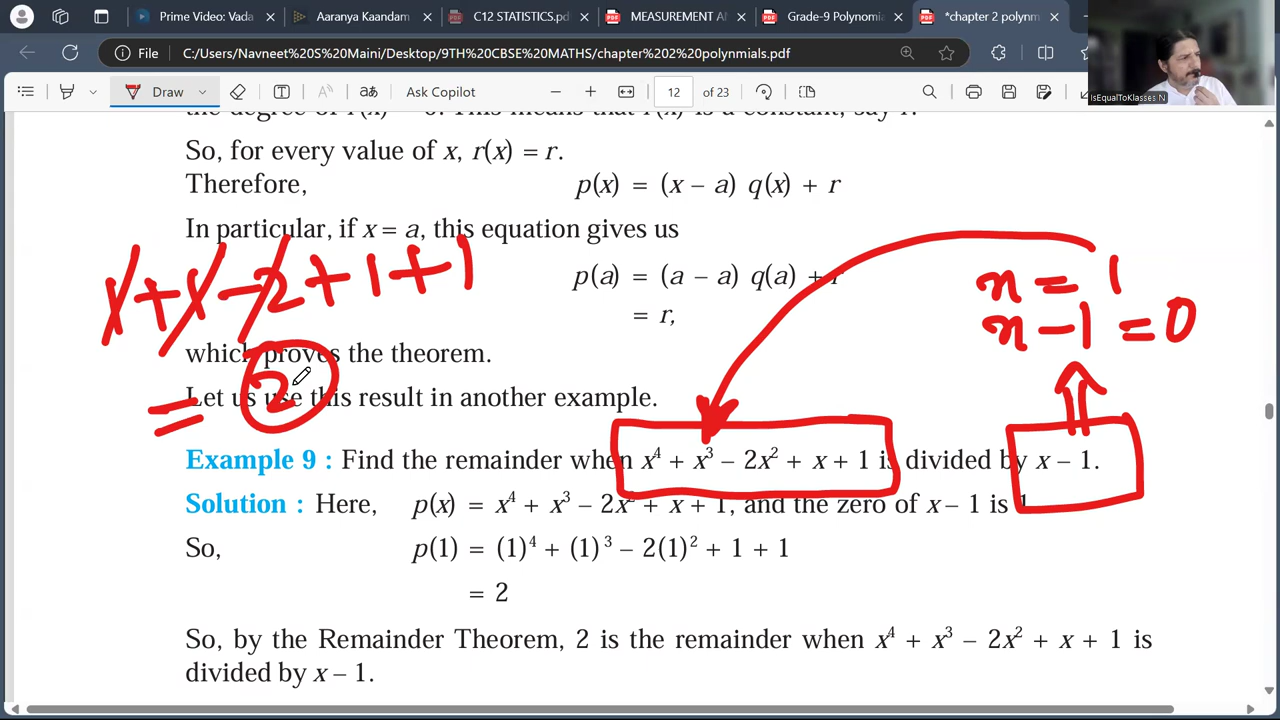 Prime Video: Vada
Aaranya Kaandam
C12 STATISTICS.pd
MEASUREMENT A
Grade-9 Polynomia
*chapter 2 polynm
File C:/Users/Navneet%20S%20Maini/Desktop/9TH%20CBSE%20MATHS/chapter%202%20polynmials.pdf
IsEqualToKlasses N
Draw
Ask Copilot
12 of 23
So, for every value of x, r(x) = r.
Therefore, p(x) = (x – a) q(x) + r
In particular, if x = a, this equation gives us
1+1-2+1+1
p(a) = (a – a) q(a) + r
x = 1
= r,
x - 1 = 0
which proves the theorem.
= 2
Let us use this result in another example.
Example 9 : Find the remainder when x⁴ + x³ – 2x² + x + 1 is divided by x – 1.
Solution : Here, p(x) = x⁴ + x³ – 2x² + x + 1, and the zero of x – 1 is 1.
So, p(1) = (1)⁴ + (1)³ – 2(1)² + 1 + 1
= 2
So, by the Remainder Theorem, 2 is the remainder when x⁴ + x³ – 2x² + x + 1 is
divided by x – 1.